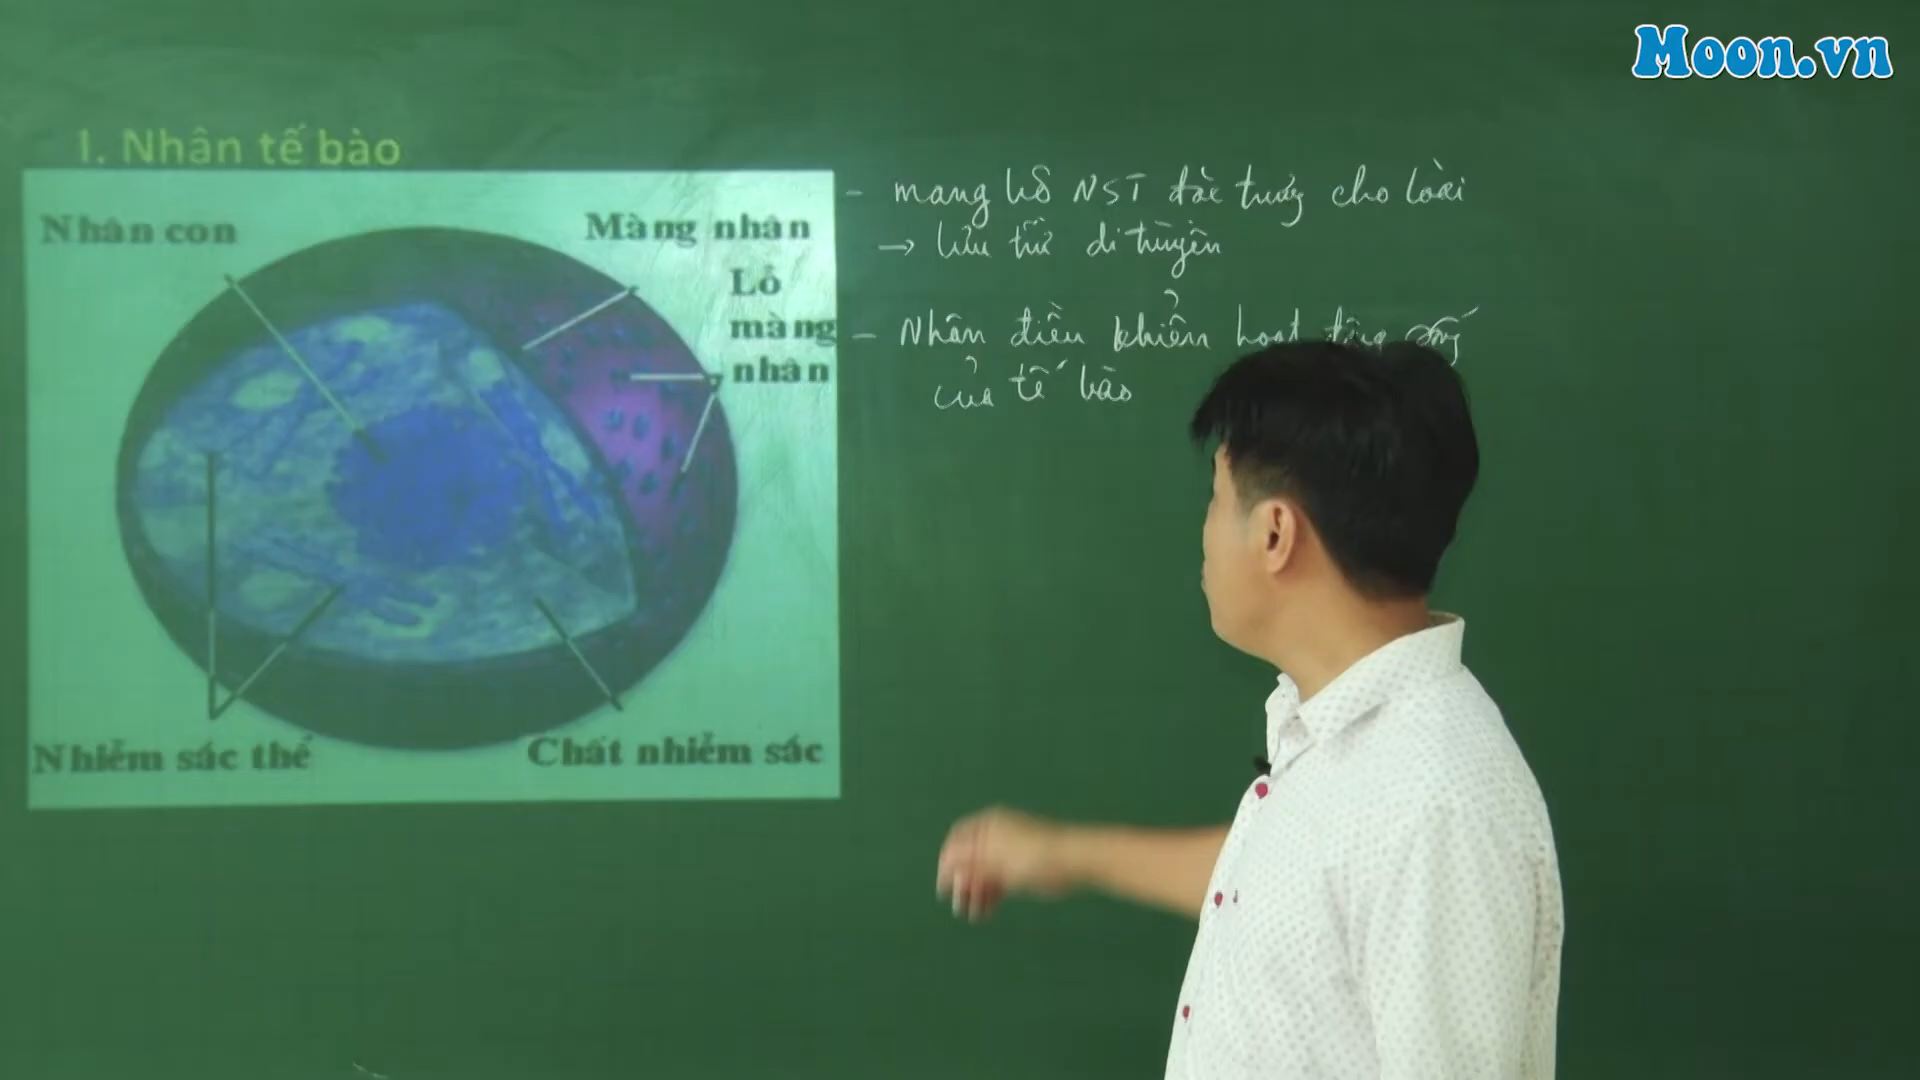 Moon.vn
I. Nhân tế bào
Nhân con
Màng nhân
Lỗ
màng
nhân
Nhiễm sắc thể
Chất nhiễm sắc
- mang bộ NST đặc trưng cho loài
→ lưu trữ di truyền
- Nhân điều khiển hoạt động sống
của tế bào